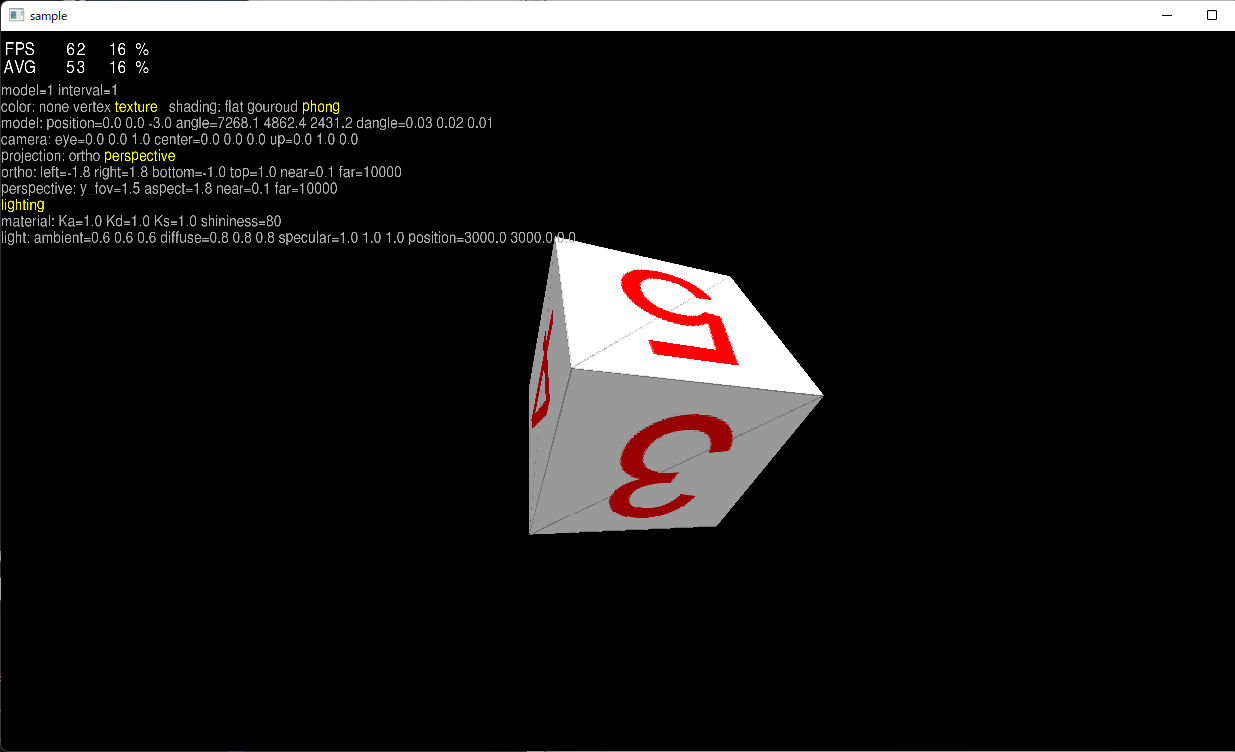 sample
FPS 62 16 %
AVG 53 16 %
model=1 interval=1
color: none vertex texture shading: flat gouroud phong
model: position=0.0 0.0 -3.0 angle=7268.1 4862.4 2431.2 dangle=0.03 0.02 0.01
camera: eye=0.0 0.0 1.0 center=0.0 0.0 0.0 up=0.0 1.0 0.0
projection: ortho perspective
ortho: left=-1.8 right=1.8 bottom=-1.0 top=1.0 near=0.1 far=10000
perspective: y_fov=1.5 aspect=1.8 near=0.1 far=10000
lighting
material: Ka=1.0 Kd=1.0 Ks=1.0 shininess=80
light: ambient=0.6 0.6 0.6 diffuse=0.8 0.8 0.8 specular=1.0 1.0 1.0 position=3000.0 3000.0 0.0
5
3